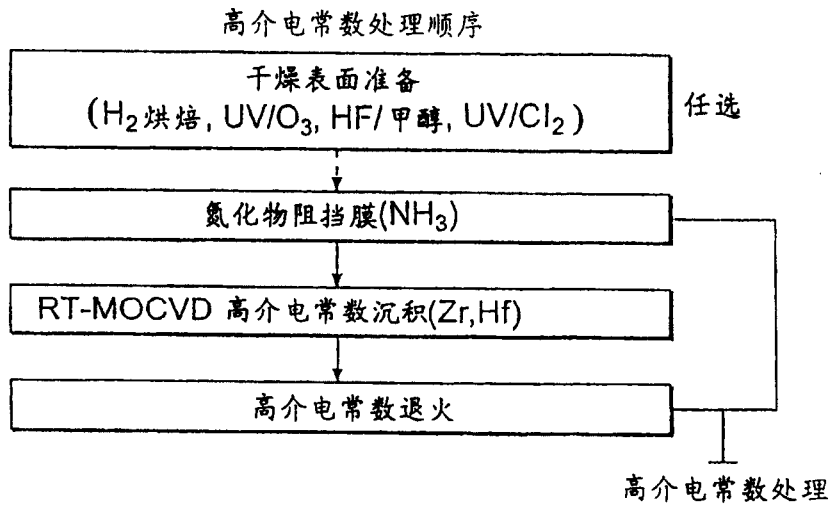 高介电常数处理顺序
干燥表面准备
(H₂烘焙, UV/O₃, HF/甲醇, UV/Cl₂)
任选
氮化物阻挡膜(NH₃)
RT-MOCVD 高介电常数沉积(Zr,Hf)
高介电常数退火
高介电常数处理